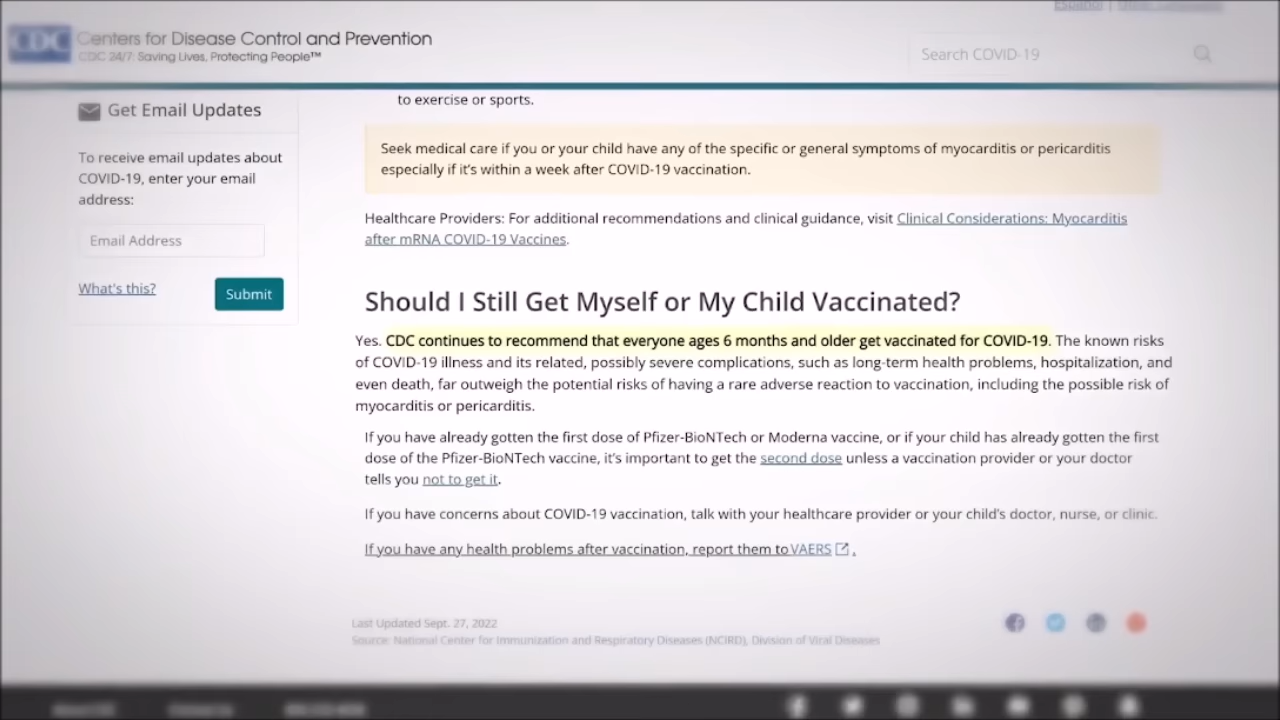 CDC
Centers for Disease Control and Prevention
CDC 24/7: Saving Lives, Protecting People™
Search COVID-19
Get Email Updates
To receive email updates about
COVID-19, enter your email
address:
Email Address
What's this?
Submit
to exercise or sports.
Seek medical care if you or your child have any of the specific or general symptoms of myocarditis or pericarditis
especially if it's within a week after COVID-19 vaccination.
Healthcare Providers: For additional recommendations and clinical guidance, visit Clinical Considerations: Myocarditis
after mRNA COVID-19 Vaccines.
Should I Still Get Myself or My Child Vaccinated?
Yes. CDC continues to recommend that everyone ages 6 months and older get vaccinated for COVID-19. The known risks
of COVID-19 illness and its related, possibly severe complications, such as long-term health problems, hospitalization, and
even death, far outweigh the potential risks of having a rare adverse reaction to vaccination, including the possible risk of
myocarditis or pericarditis.
If you have already gotten the first dose of Pfizer-BioNTech or Moderna vaccine, or if your child has already gotten the first
dose of the Pfizer-BioNTech vaccine, it's important to get the second dose unless a vaccination provider or your doctor
tells you not to get it.
If you have concerns about COVID-19 vaccination, talk with your healthcare provider or your child's doctor, nurse, or clinic.
If you have any health problems after vaccination, report them to VAERS.
Last Updated Sept. 27, 2022
Source: National Center for Immunization and Respiratory Diseases (NCIRD), Division of Viral Diseases